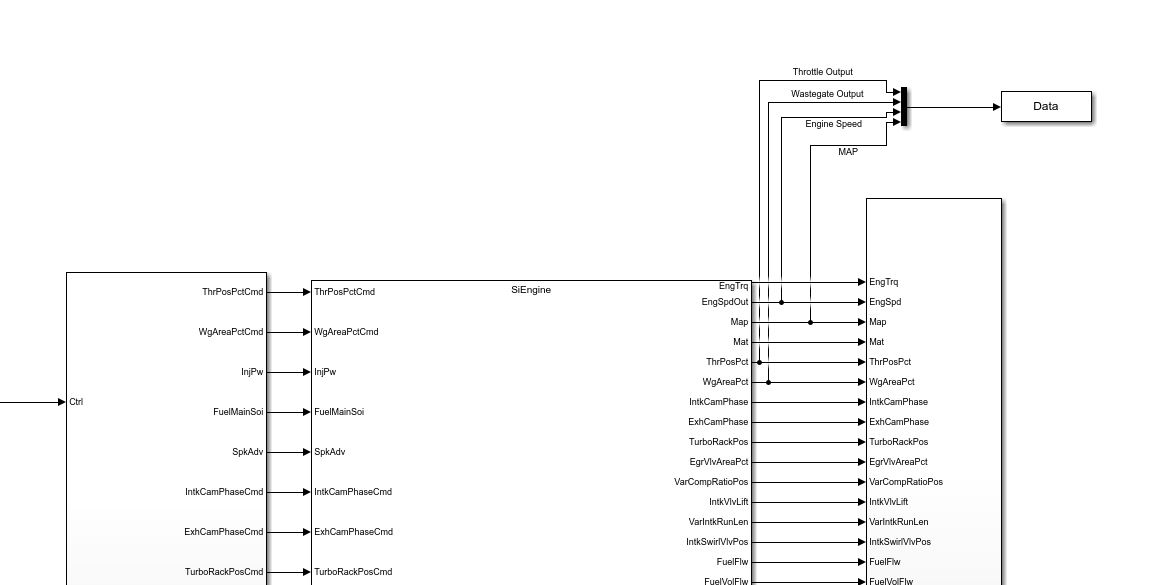 Throttle Output
Wastegate Output
Data
Engine Speed
MAP
Ctrl
ThrPosPctCmd
WgAreaPctCmd
InjPw
FuelMainSoi
SpkAdv
IntkCamPhaseCmd
ExhCamPhaseCmd
TurboRackPosCmd
SiEngine
ThrPosPctCmd
WgAreaPctCmd
InjPw
FuelMainSoi
SpkAdv
IntkCamPhaseCmd
ExhCamPhaseCmd
TurboRackPosCmd
EngTrq
EngSpdOut
Map
Mat
ThrPosPct
WgAreaPct
IntkCamPhase
ExhCamPhase
TurboRackPos
EgrVlvAreaPct
VarCompRatioPos
IntkVlvLift
VarIntkRunLen
IntkSwirlVlvPos
FuelFlw
FuelVolFlw
EngTrq
EngSpd
Map
Mat
ThrPosPct
WgAreaPct
IntkCamPhase
ExhCamPhase
TurboRackPos
EgrVlvAreaPct
VarCompRatioPos
IntkVlvLift
VarIntkRunLen
IntkSwirlVlvPos
FuelFlw
FuelVolFlw